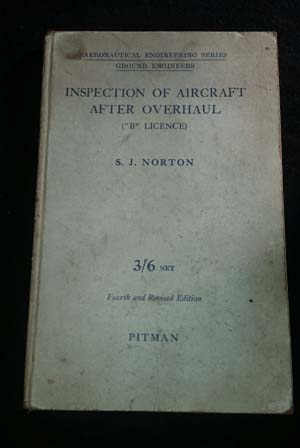 AERONAUTICAL ENGINEERING SERIES
GROUND ENGINEERS
INSPECTION OF AIRCRAFT
AFTER OVERHAUL
("B" LICENCE)
S. J. NORTON
3/6 NET
Fourth and Revised Edition
PITMAN